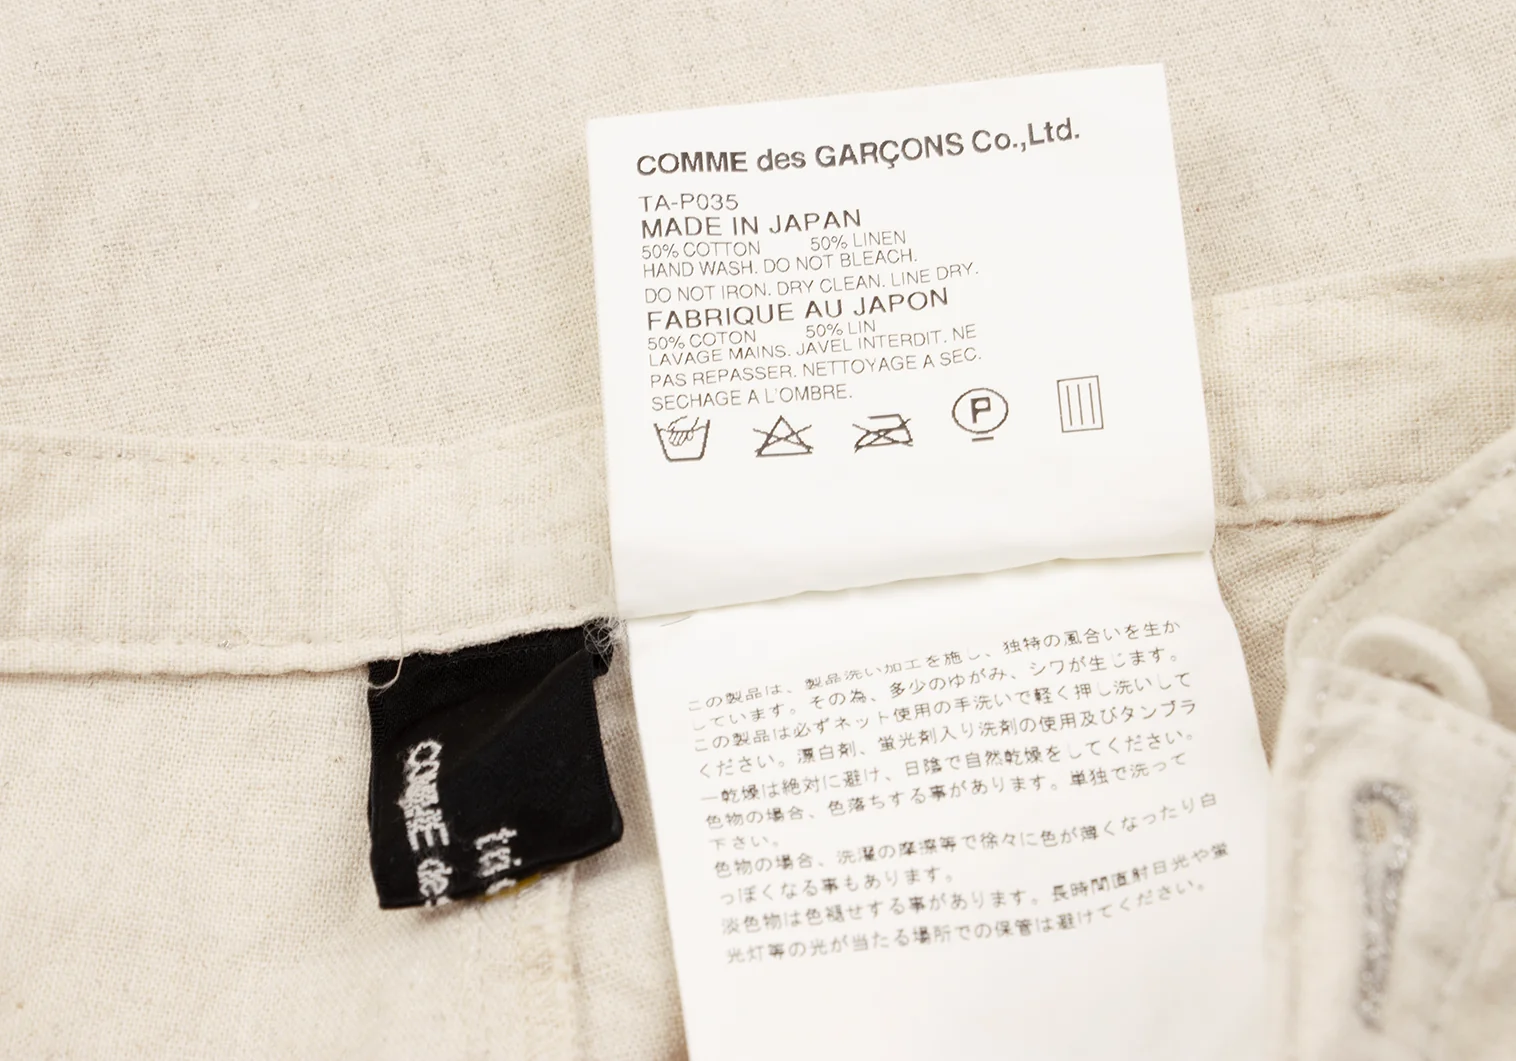 COMME des GARÇONS Co.,Ltd.
TA-P035
MADE IN JAPAN
50% COTTON 50% LINEN
HAND WASH. DO NOT BLEACH.
DO NOT IRON. DRY CLEAN. LINE DRY.
FABRIQUE AU JAPON
50% COTON 50% LIN
LAVAGE MAINS. JAVEL INTERDIT. NE
PAS REPASSER. NETTOYAGE A SEC.
SECHAGE A L'OMBRE.
P
この製品は、製品洗い加工を施し、独特の風合いを生か
しています。その為、多少のゆがみ、シワが生じます。
この製品は必ずネット使用の手洗いで軽く押し洗いして
ください。漂白剤、蛍光剤入り洗剤の使用及びタンブラ
ー乾燥は絶対に避け、日陰で自然乾燥をしてください。
色物の場合、色落ちする事があります。単独で洗って
下さい。
色物の場合、洗濯の摩擦等で徐々に色が薄くなったり白
っぽくなる事もあります。
淡色物は色褪せする事があります。長時間直射日光や蛍
光灯等の光が当たる場所での保管は避けてください。
COMME de